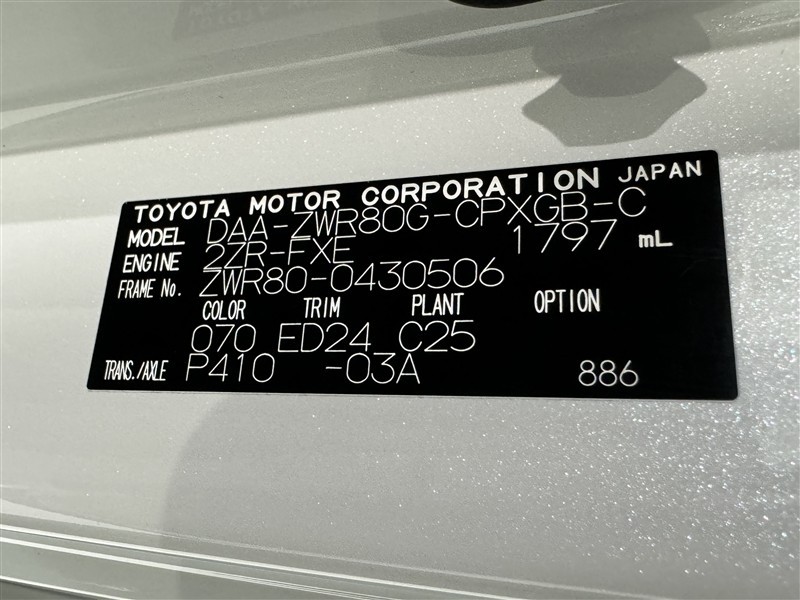 TOYOTA MOTOR CORPORATION JAPAN
MODEL DAA-ZWR80G-CPXGB-C
ENGINE 2ZR-FXE 1797 mL
FRAME No. ZWR80-0430506
COLOR TRIM PLANT OPTION
070 ED24 C25
TRANS./AXLE P410 -03A 886